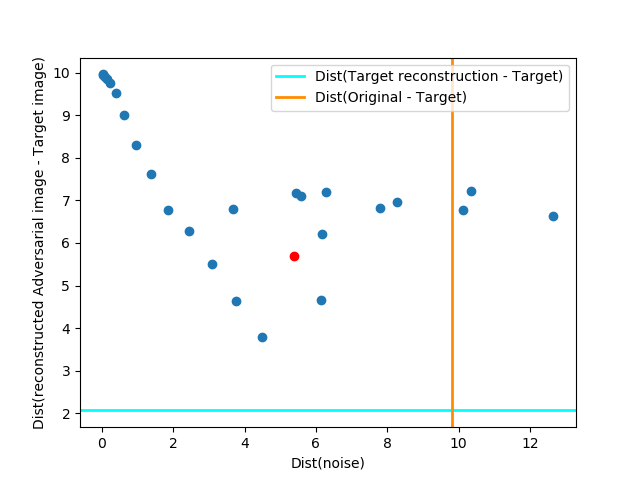 Dist(Target reconstruction - Target)
Dist(Original - Target)
Dist(reconstructed Adversarial image - Target image)
10
9
8
7
6
5
4
3
2
0 2 4 6 8 10 12
Dist(noise)